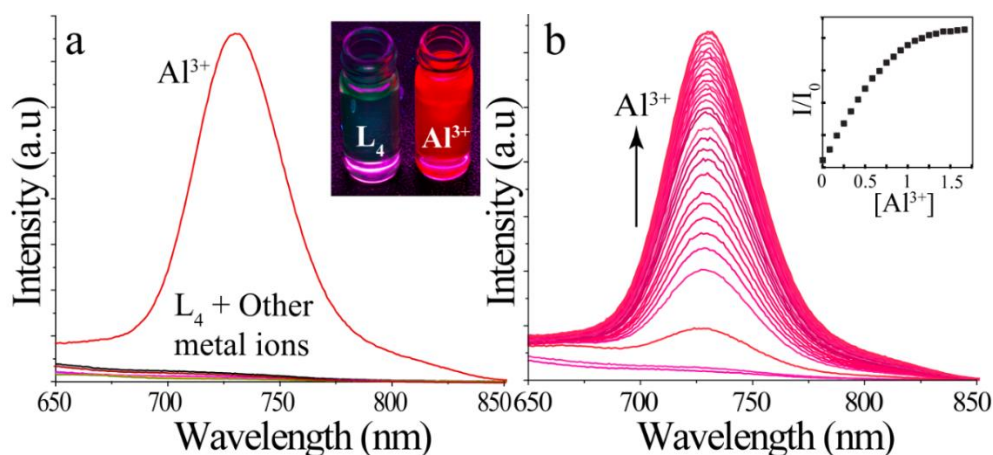 a
Al³⁺
L₄
Al³⁺
L₄ + Other
metal ions
Intensity (a.u)
650
700
750
800
850
Wavelength (nm)
b
Al³⁺
I/I₀
0
0.5
1
1.5
[Al³⁺]
Intensity (a.u)
650
700
750
800
850
Wavelength (nm)